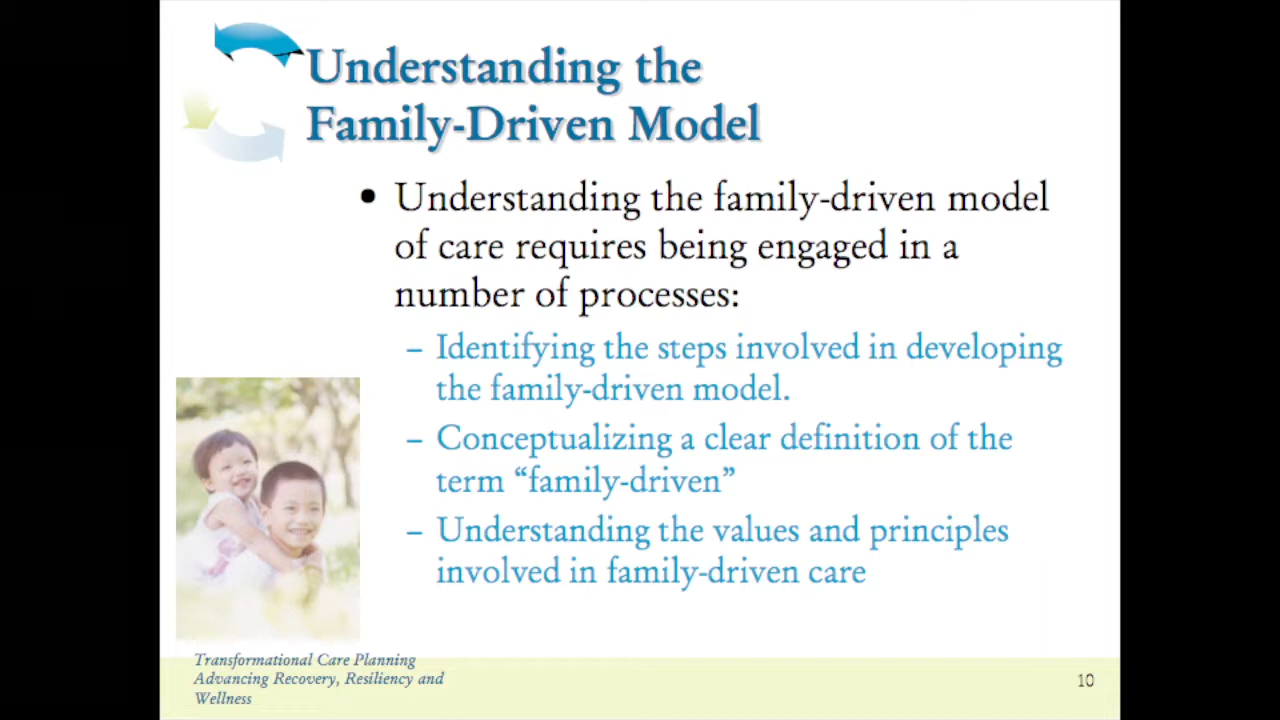 Understanding the
Family-Driven Model
• Understanding the family-driven model
of care requires being engaged in a
number of processes:
– Identifying the steps involved in developing
the family-driven model.
– Conceptualizing a clear definition of the
term “family-driven”
– Understanding the values and principles
involved in family-driven care
Transformational Care Planning
Advancing Recovery, Resiliency and
Wellness
10